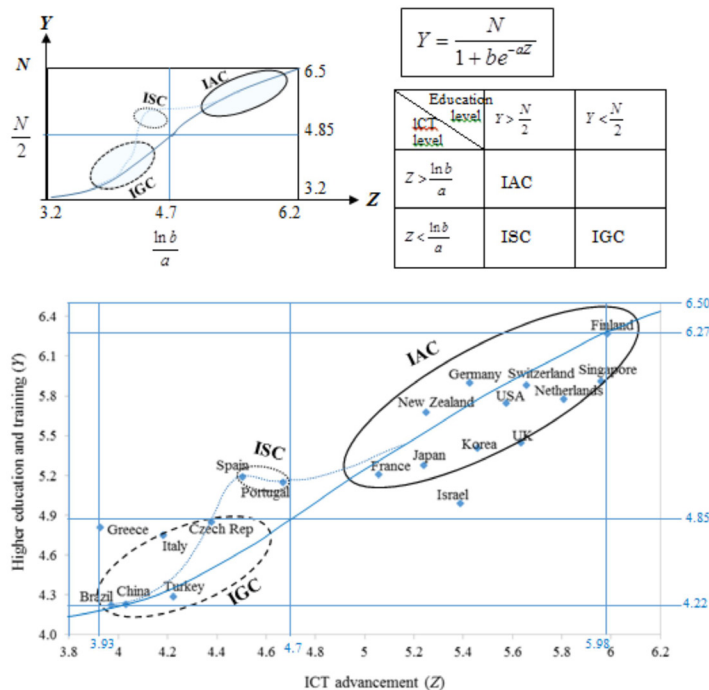 Y
N
N/2
ISC
IAC
IGC
6.5
4.85
3.2
3.2
4.7
6.2
Z
ln b/a
Y = N/(1 + be^{-aZ})
Education level
ICT level
Y > N/2
Y < N/2
Z > ln b/a
IAC
Z < ln b/a
ISC
IGC
Higher education and training (Y)
6.4
6.1
5.8
5.5
5.2
4.9
4.6
4.3
4.0
6.50
6.27
4.85
4.22
IAC
Finland
Germany
Switzerland
Singapore
New Zealand
USA
Netherlands
ISC
Spain
Portugal
France
Japan
Korea
UK
Israel
Greece
Czech Rep
Italy
Brazil
China
Turkey
IGC
3.93
4.7
5.98
3.8
4
4.2
4.4
4.6
4.8
5
5.2
5.4
5.6
5.8
6
6.2
ICT advancement (Z)